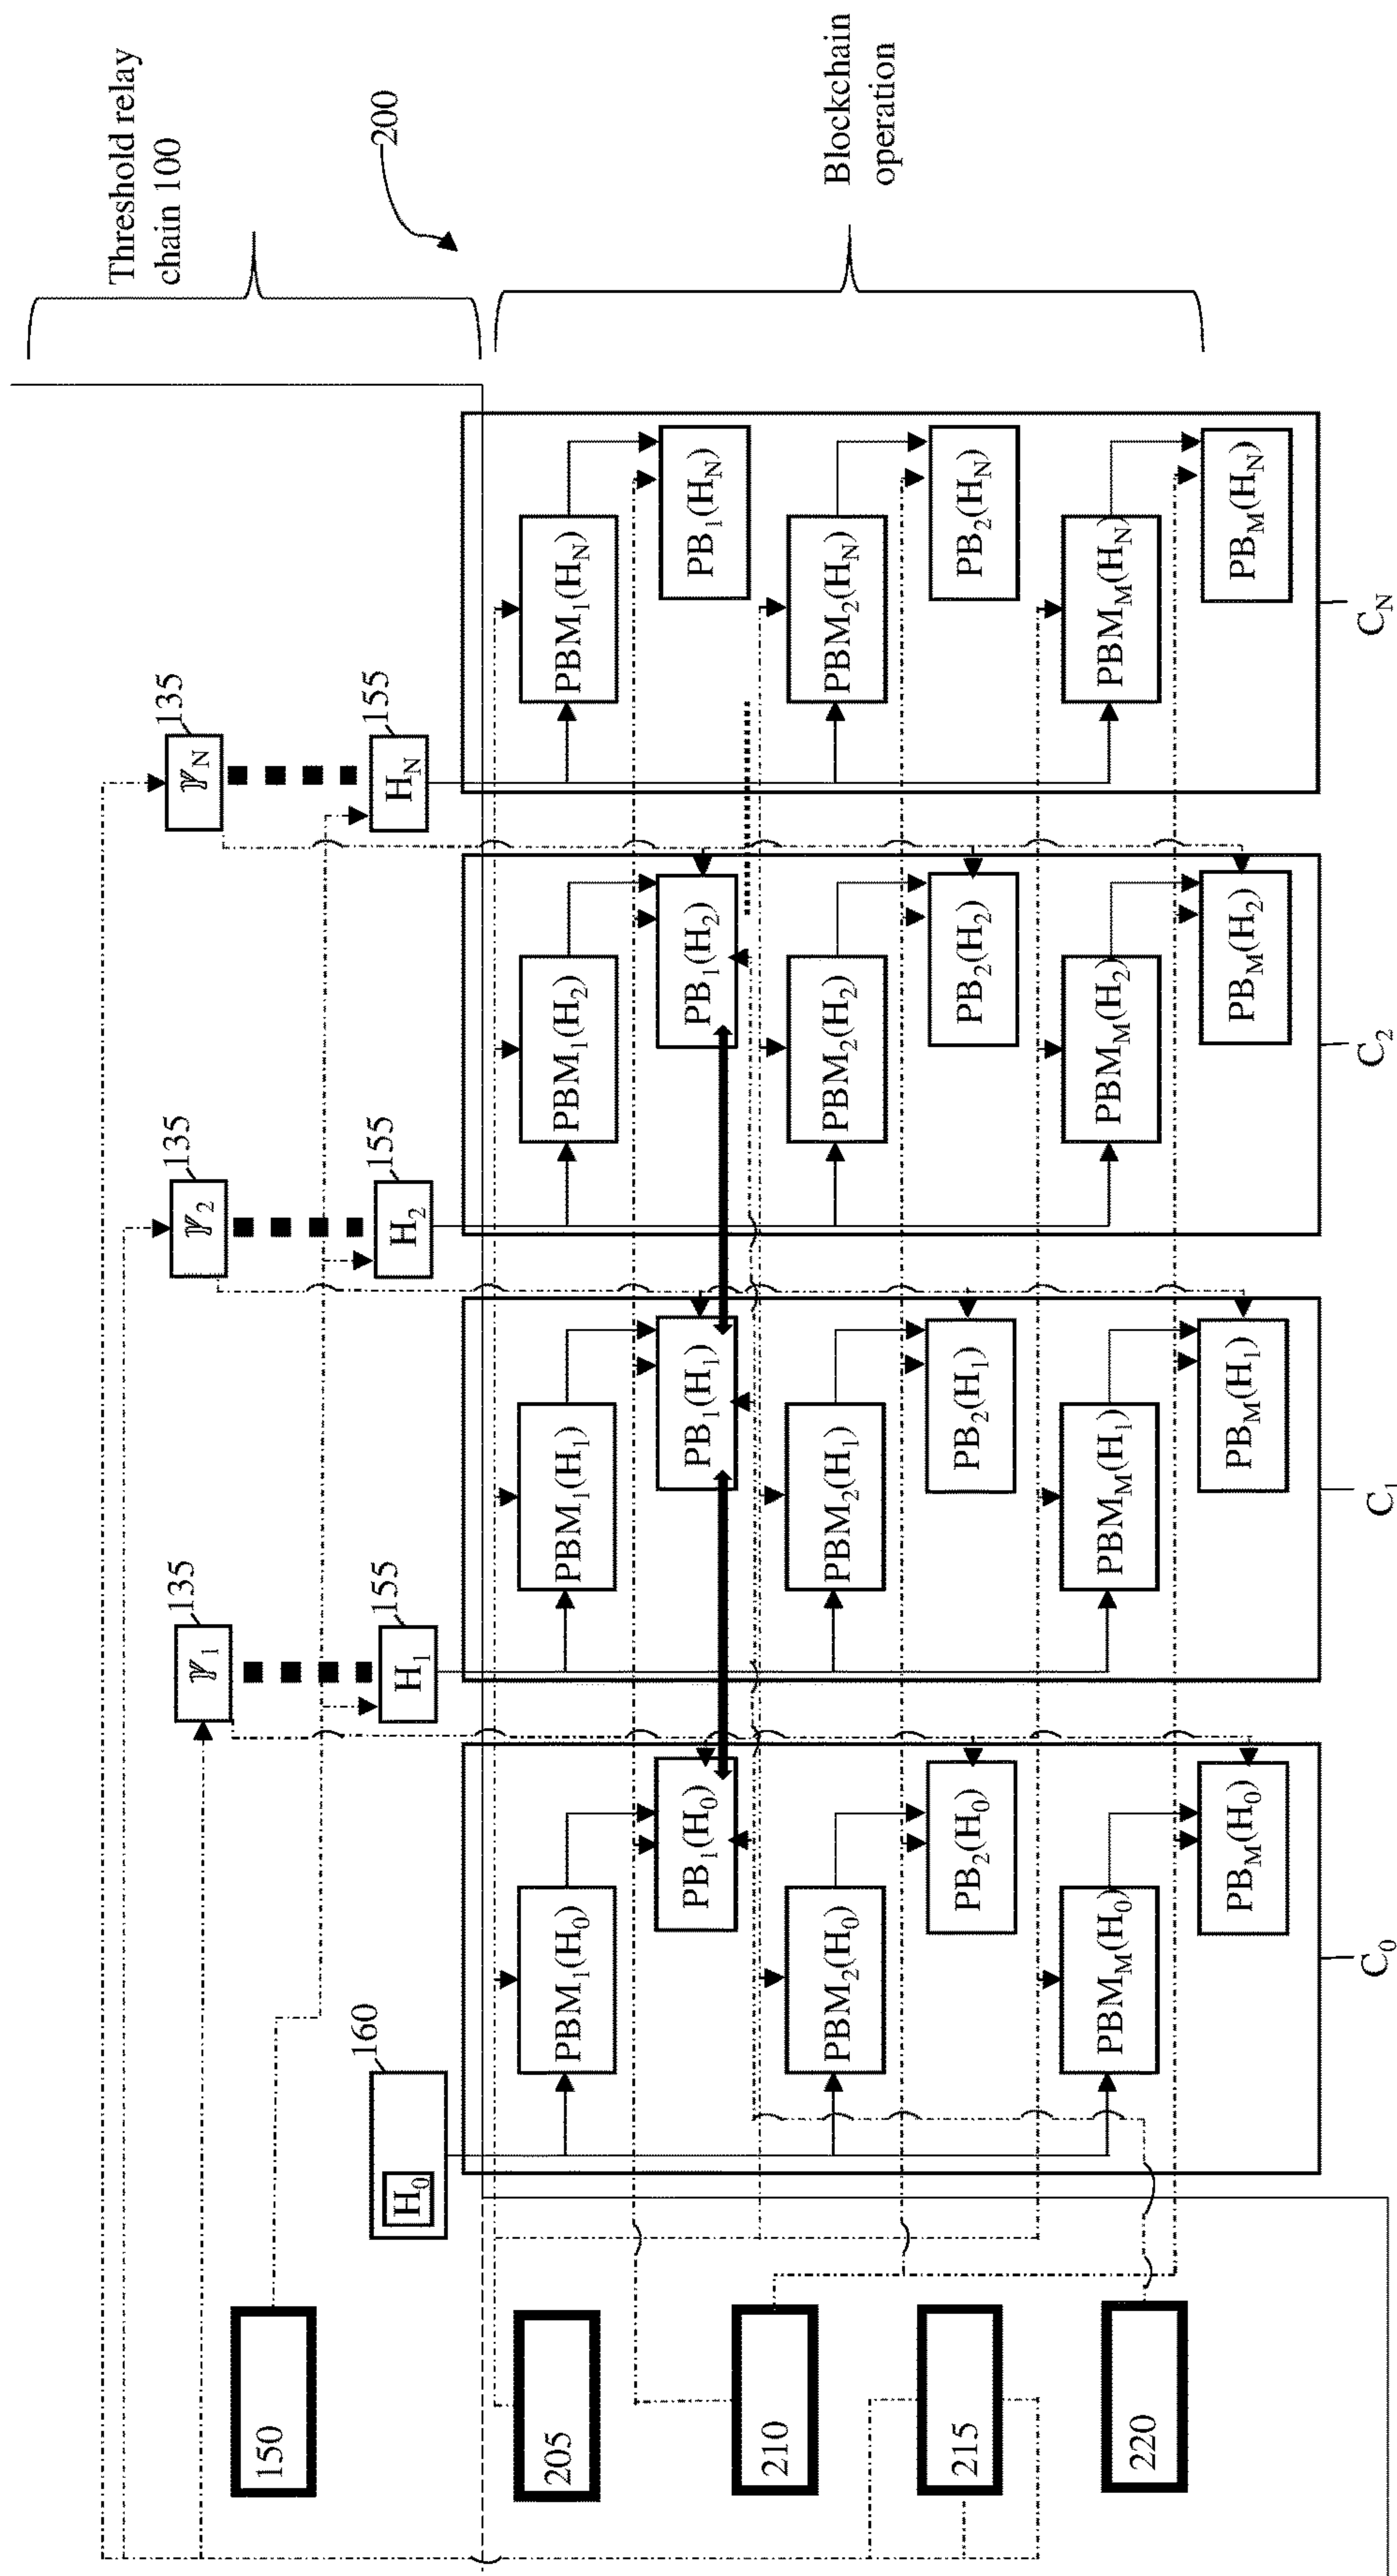 Threshold relay
chain 100
200
Blockchain
operation
135
135
135
𝕣₁
𝕣₂
𝕣N
155
155
155
160
H₀
H₁
H₂
HN
150
205
210
215
220
PBM₁(H₀)
PBM₁(H₁)
PBM₁(H₂)
PBM₁(HN)
PB₁(H₀)
PB₁(H₁)
PB₁(H₂)
PB₁(HN)
PBM₂(H₀)
PBM₂(H₁)
PBM₂(H₂)
PBM₂(HN)
PB₂(H₀)
PB₂(H₁)
PB₂(H₂)
PB₂(HN)
PBMM(H₀)
PBMM(H₁)
PBMM(H₂)
PBMM(HN)
PBM(H₀)
PBM(H₁)
PBM(H₂)
PBM(HN)
C₀
C₁
C₂
CN